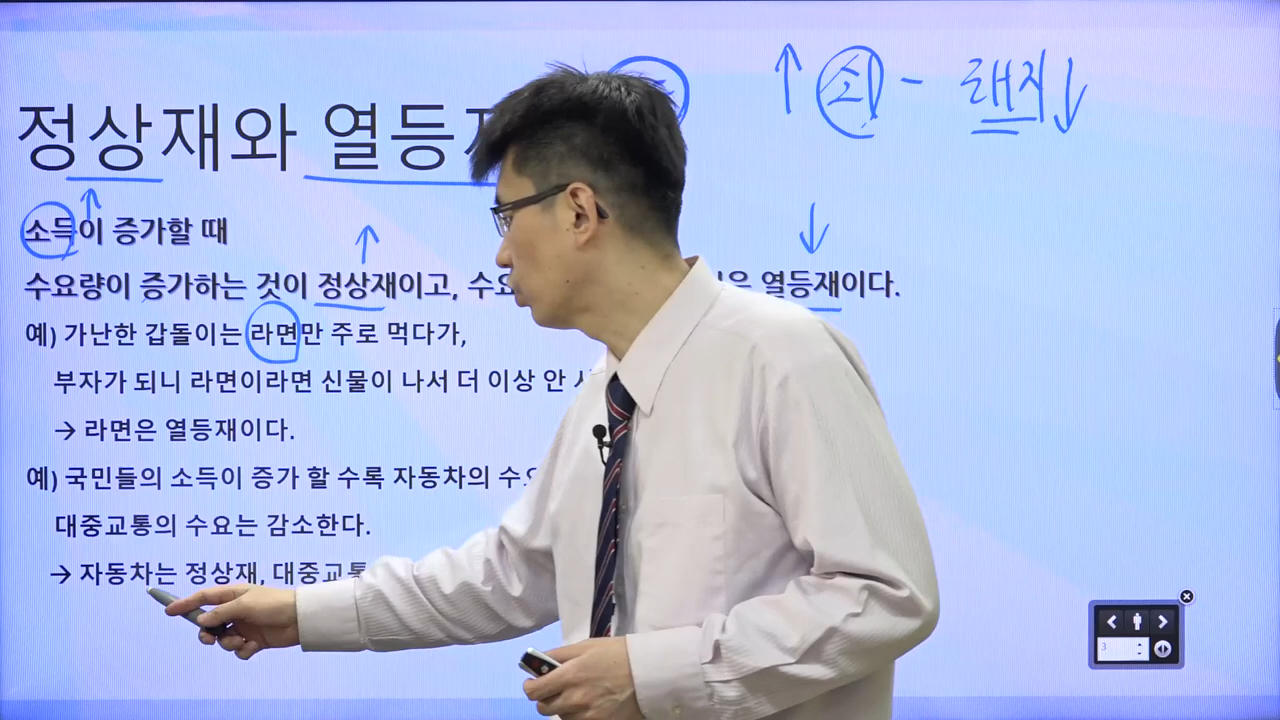 ↑ 소 - 돼지↓
정상재와 열등
소득이 증가할 때
수요량이 증가하는 것이 정상재이고, 수요 은 열등재이다.
예) 가난한 갑돌이는 라면만 주로 먹다가,
부자가 되니 라면이라면 신물이 나서 더 이상 안
→ 라면은 열등재이다.
예) 국민들의 소득이 증가 할 수록 자동차의 수요
대중교통의 수요는 감소한다.
→ 자동차는 정상재, 대중교통
3